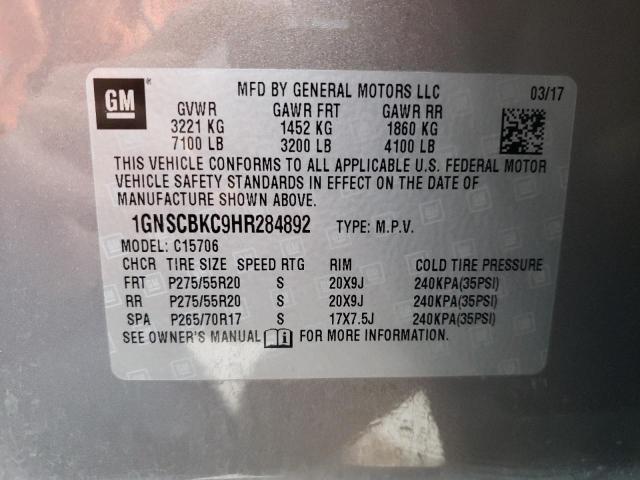 GM
MFD BY GENERAL MOTORS LLC 03/17
GVWR GAWR FRT GAWR RR
3221 KG 1452 KG 1860 KG
7100 LB 3200 LB 4100 LB
THIS VEHICLE CONFORMS TO ALL APPLICABLE U.S. FEDERAL MOTOR
VEHICLE SAFETY STANDARDS IN EFFECT ON THE DATE OF
MANUFACTURE SHOWN ABOVE.
1GNSCBKC9HR284892 TYPE: M.P.V.
MODEL: C15706
CHCR TIRE SIZE SPEED RTG RIM COLD TIRE PRESSURE
FRT P275/55R20 S 20X9J 240KPA(35PSI)
RR P275/55R20 S 20X9J 240KPA(35PSI)
SPA P265/70R17 S 17X7.5J 240KPA(35PSI)
SEE OWNER'S MANUAL i FOR MORE INFORMATION.